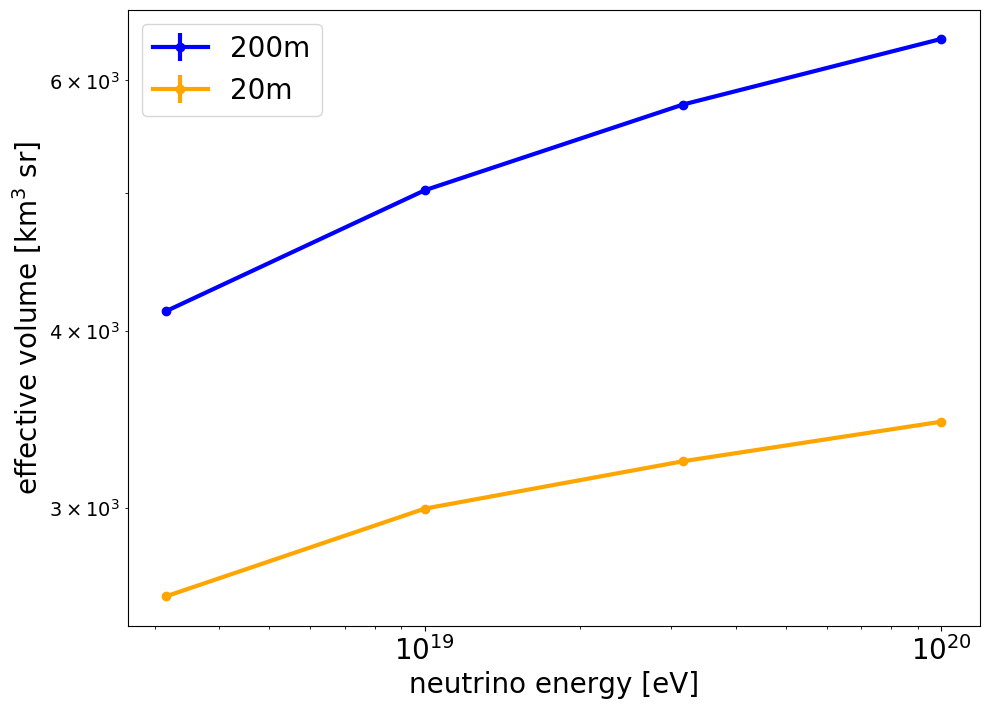 200m
20m
6 × 10³
4 × 10³
3 × 10³
effective volume [km³ sr]
10¹⁹
10²⁰
neutrino energy [eV]